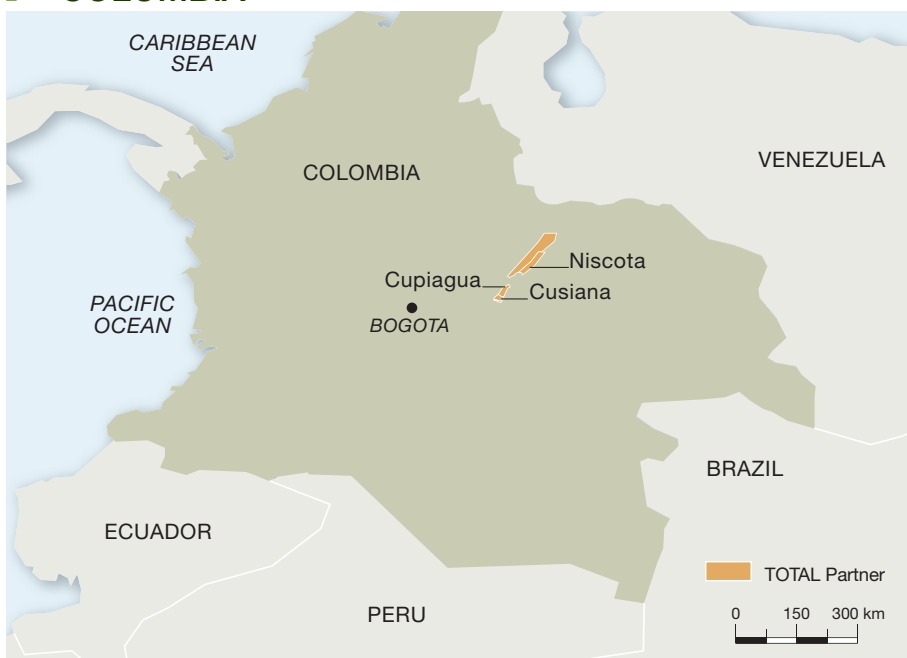 COLOMBIA
CARIBBEAN
SEA
VENEZUELA
COLOMBIA
Niscota
Cupiagua
Cusiana
PACIFIC
OCEAN
BOGOTA
BRAZIL
ECUADOR
TOTAL Partner
PERU
0 150 300 km